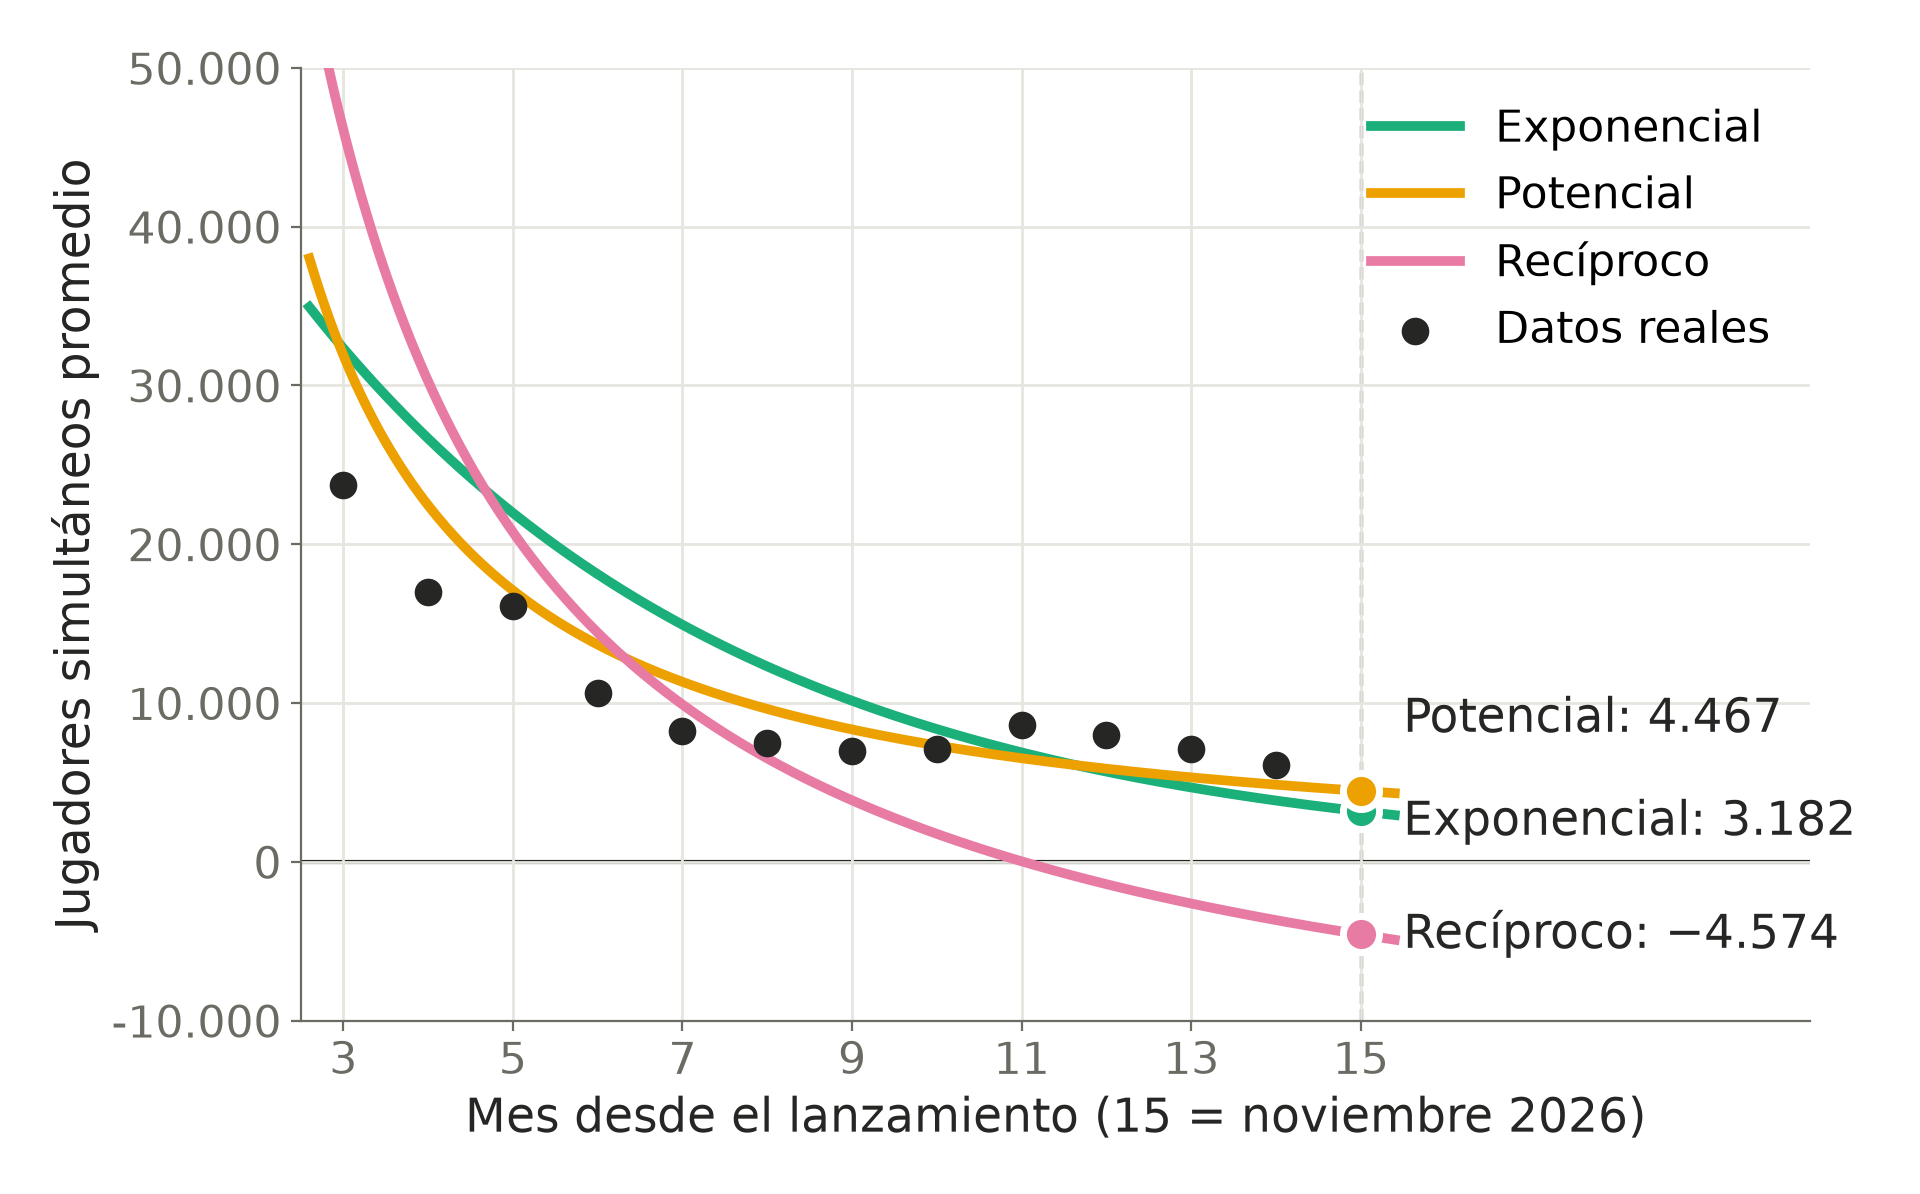 50.000
40.000
30.000
20.000
10.000
0
-10.000
Jugadores simultáneos promedio
Exponencial
Potencial
Recíproco
Datos reales
Potencial: 4.467
Exponencial: 3.182
Recíproco: −4.574
3 5 7 9 11 13 15
Mes desde el lanzamiento (15 = noviembre 2026)